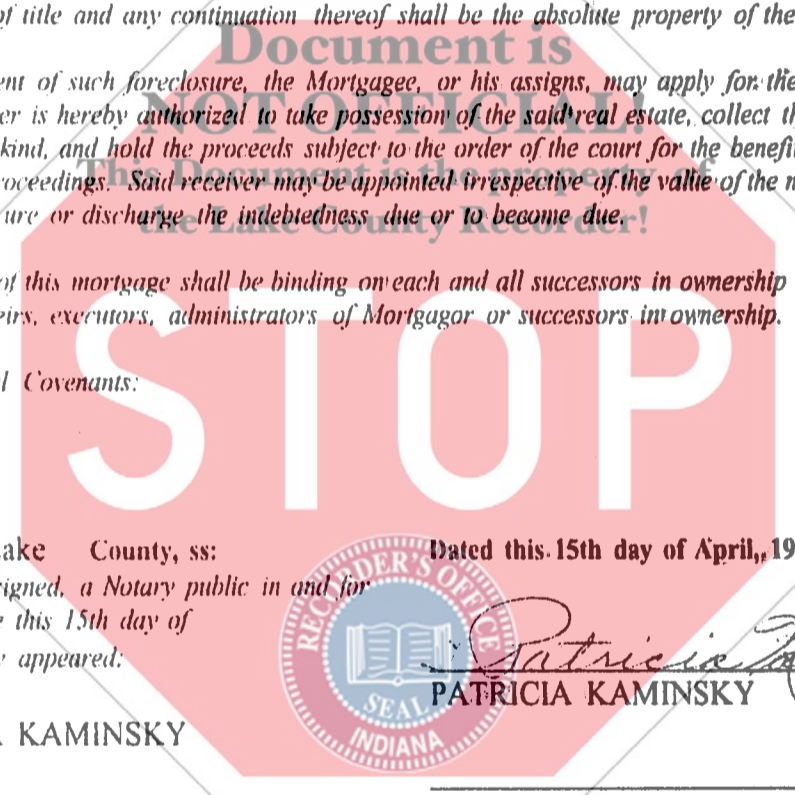 of title and any continuation thereof shall be the absolute property of the
Document is
ent of such foreclosure, the Mortgagee, or his assigns, may apply for the
NOT OFFICIAL!
er is hereby authorized to take possession of the said real estate, collect th
kind, and hold the proceeds subject to the order of the court for the benefit
This Document is the property of
oceedings. Said receiver may be appointed irrespective of the value of the m
the Lake County Recorder!
ure or discharge the indebtedness due or to become due.
of this mortgage shall be binding on each and all successors in ownership
eirs, executors, administrators of Mortgagor or successors in ownership.
STOP
l Covenants:
ake County, ss:
Dated this 15th day of April, 19
igned, a Notary public in and for
e this 15th day of
y appeared:
RECORDER'S OFFICE
SEAL
INDIANA
Patricia
PATRICIA KAMINSKY
A KAMINSKY